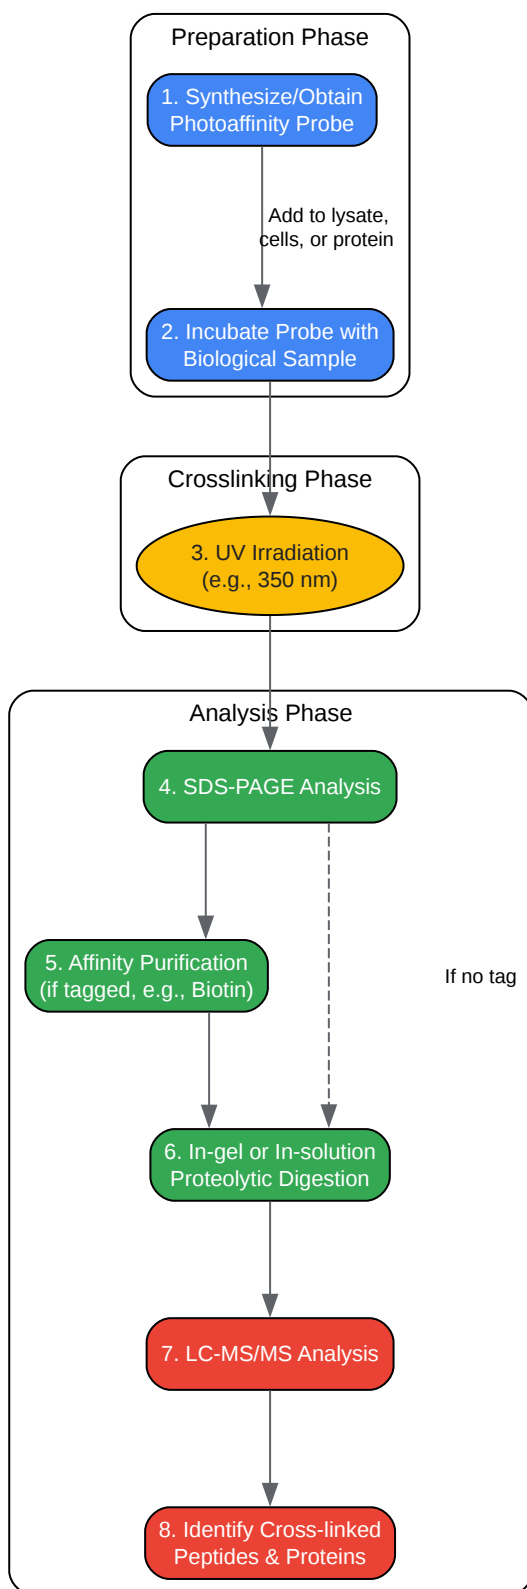 Preparation Phase
1. Synthesize/Obtain
Photoaffinity Probe
Add to lysate,
cells, or protein
2. Incubate Probe with
Biological Sample
Crosslinking Phase
3. UV Irradiation
(e.g., 350 nm)
Analysis Phase
4. SDS-PAGE Analysis
5. Affinity Purification
(if tagged, e.g., Biotin)
If no tag
6. In-gel or In-solution
Proteolytic Digestion
7. LC-MS/MS Analysis
8. Identify Cross-linked
Peptides & Proteins